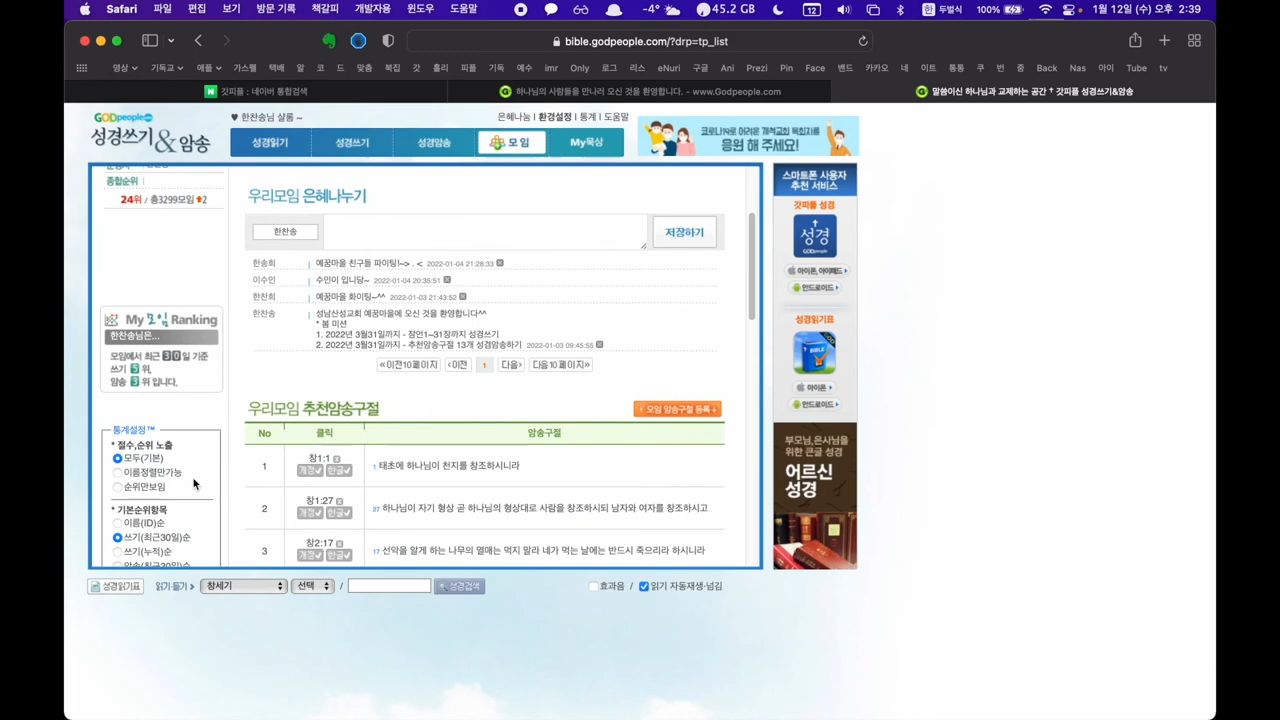 Safari 파일 편집 보기 방문 기록 책갈피 개발자용 윈도우 도움말
-4° 45.2 GB 12 한 두벌식 100% 1월 12일 (수) 오후 2:39
bible.godpeople.com/?drp=tp_list
영상 기독교 애플 가스펠 택배 알 코 드 맞춤 북집 갓 홀리 피플 기독 예수 imr Only 로그 리스 eNuri 구글 Ani Prezi Pin Face 밴드 카카오 네 이트 통통 쿠 번 줌 Back Nas 아이 Tube tv
갓피플 : 네이버 통합검색
하나님의 사람들을 만나러 오신 것을 환영합니다. - www.Godpeople.com
말씀이신 하나님과 교제하는 공간 † 갓피플 성경쓰기&암송
GODpeople
성경쓰기&암송
♥ 한찬송님 샬롬 ~
은혜나눔 | 환경설정 | 통계 | 도움말
성경읽기 성경쓰기 성경암송 모임 My묵상
코로나19로 어려운 개척교회 목회자를
응원 해 주세요!
종합순위
24위 / 총3299모임 2
My 모임 Ranking
한찬송님은...
모임에서 최근 30일 기준
쓰기 5 위,
암송 3 위 입니다.
통계설정™
* 절수,순위 노출
모두(기본)
이름정렬만가능
순위만보임
* 기본순위항목
이름(ID)순
쓰기(최근30일)순
쓰기(누적)순
암송(최근30일)순
우리모임 은혜나누기
한찬송
저장하기
한송희 예꿈마을 친구들 파이팅!~> . < 2022-01-04 21:28:33
이수인 수인이 입니당~ 2022-01-04 20:35:51
한찬희 예꿈마을 화이팅~^^ 2022-01-03 21:43:52
한찬송 성남산성교회 예꿈마을에 오신 것을 환영합니다^^
* 봄 미션
1. 2022년 3월31일까지 - 잠언1~31장까지 성경쓰기
2. 2022년 3월31일까지 - 추천암송구절 13개 성경암송하기 2022-01-03 09:45:55
«이전10페이지 ‹이전 1 다음› 다음10페이지»
우리모임 추천암송구절
모임 암송구절 등록+
No 클릭 암송구절
1 창1:1 개정 한글 1 태초에 하나님이 천지를 창조하시니라
2 창1:27 개정 한글 27 하나님이 자기 형상 곧 하나님의 형상대로 사람을 창조하시되 남자와 여자를 창조하시고
3 창2:17 개정 한글 17 선악을 알게 하는 나무의 열매는 먹지 말라 네가 먹는 날에는 반드시 죽으리라 하시니라
성경읽기표 읽기·듣기 창세기 선택 / 성경검색 효과음 / 읽기 자동재생·넘김
스마트폰 사용자
추천 서비스
갓피플 성경
성경
GODpeople
아이폰, 아이패드
안드로이드
성경읽기표
BIBLE
아이폰
안드로이드
부모님,은사님을
위한 큰글 성경
어르신
성경